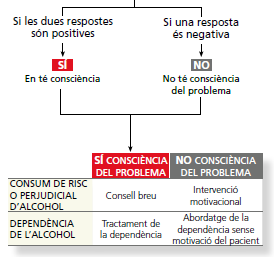 Si les dues respostes
són positives
Si una resposta
és negativa
SÍ
NO
En té consciència
No té consciència
del problema
SÍ CONSCIÈNCIA
DEL PROBLEMA
NO CONSCIÈNCIA
DEL PROBLEMA
CONSUM DE RISC
O PERJUDICIAL
D'ALCOHOL
Consell breu
Intervenció
motivacional
DEPENDÈNCIA
DE L'ALCOHOL
Tractament de
la dependència
Abordatge de la
dependència sense
motivació del pacient